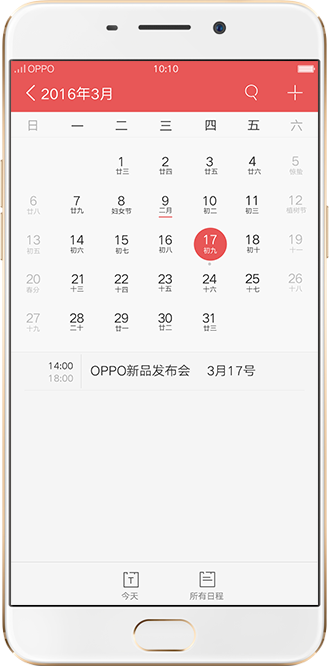 OPPO 10:10
2016年3月
日 一 二 三 四 五 六
1 2 3 4 5
廿三 廿四 廿五 廿六 惊蛰
6 7 8 9 10 11 12
廿八 廿九 妇女节 二月 初二 初三 植树节
13 14 15 16 17 18 19
初五 初六 初七 初八 初九 初十 十一
20 21 22 23 24 25 26
春分 十三 十四 十五 十六 十七 十八
27 28 29 30 31
十九 二十 廿一 廿二 廿三
14:00 OPPO新品发布会 3月17号
18:00
今天 所有日程